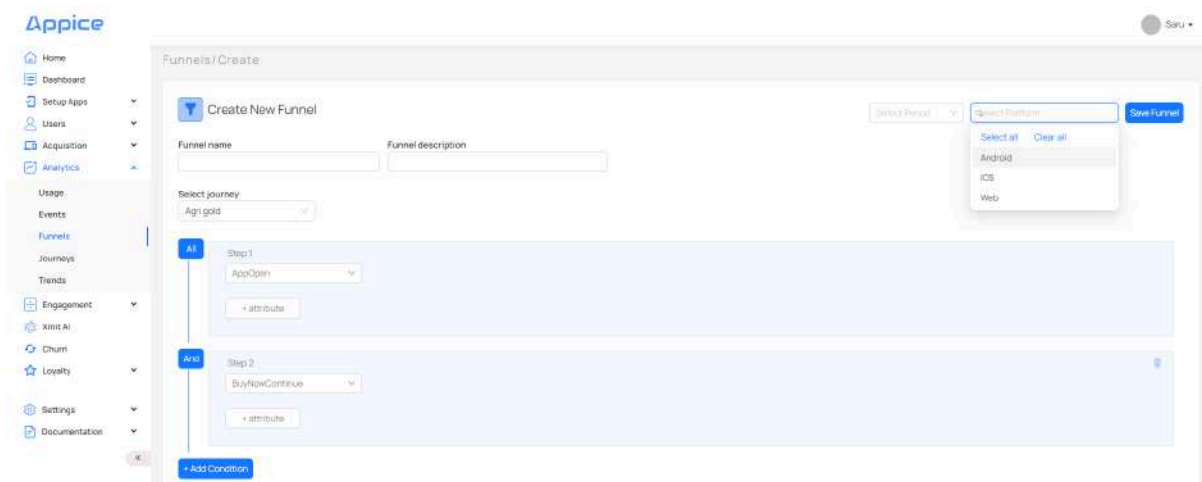 Appice
Saru
Home
Dashboard
Setup Apps
Users
Acquisition
Analytics
Usage
Events
Funnels
Journeys
Trends
Engagement
Xmit AI
Churn
Loyalty
Settings
Documentation
Funnels/Create
Create New Funnel
Select Period
Select Platform
Save Funnel
Select all Clear all
Android
iOS
Web
Funnel name
Funnel description
Select journey
Agri gold
All
Step 1
AppOpen
+ attribute
And
Step 2
BuyNowContinue
+ attribute
+ Add Condition